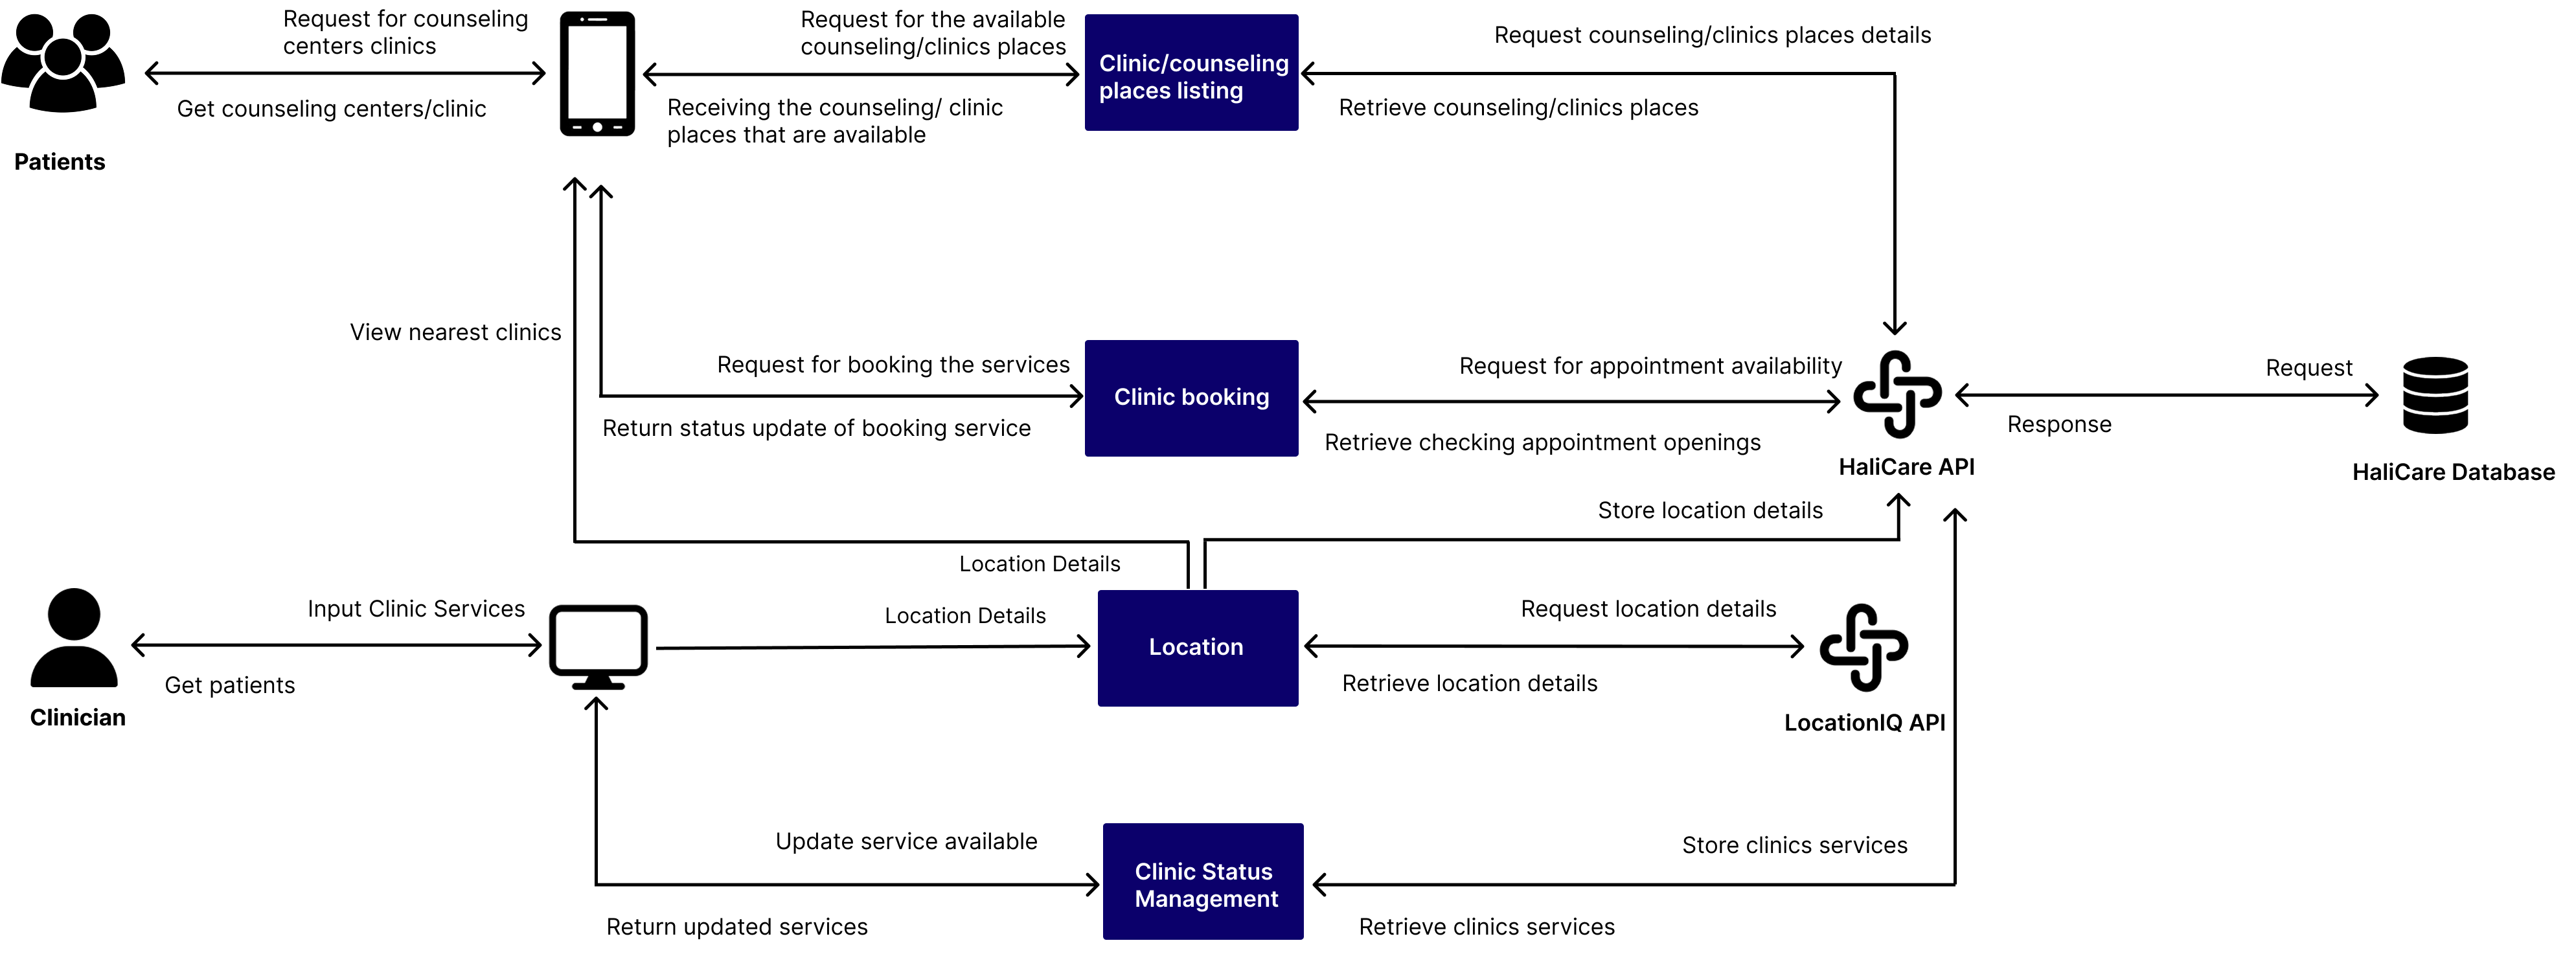 Request for counseling
centers clinics
Get counseling centers/clinic
Patients
Request for the available
counseling/clinics places
Receiving the counseling/ clinic
places that are available
Clinic/counseling
places listing
Request counseling/clinics places details
Retrieve counseling/clinics places
View nearest clinics
Request for booking the services
Return status update of booking service
Clinic booking
Request for appointment availability
Retrieve checking appointment openings
HaliCare API
Request
Response
HaliCare Database
Store location details
Location Details
Input Clinic Services
Get patients
Clinician
Location Details
Location
Request location details
Retrieve location details
LocationIQ API
Update service available
Return updated services
Clinic Status
Management
Store clinics services
Retrieve clinics services